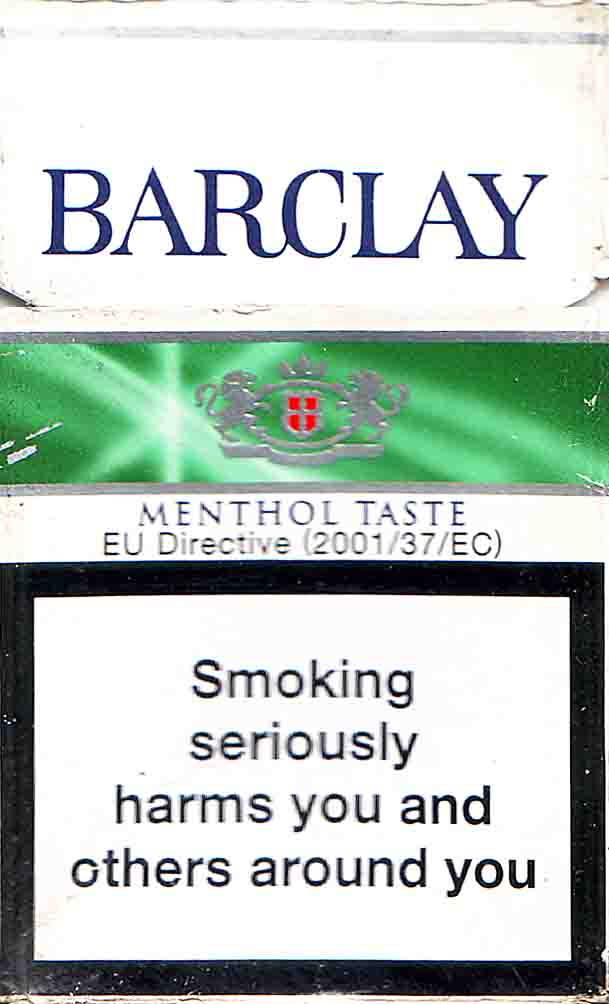 BARCLAY
MENTHOL TASTE
EU Directive (2001/37/EC)
Smoking
seriously
harms you and
others around you